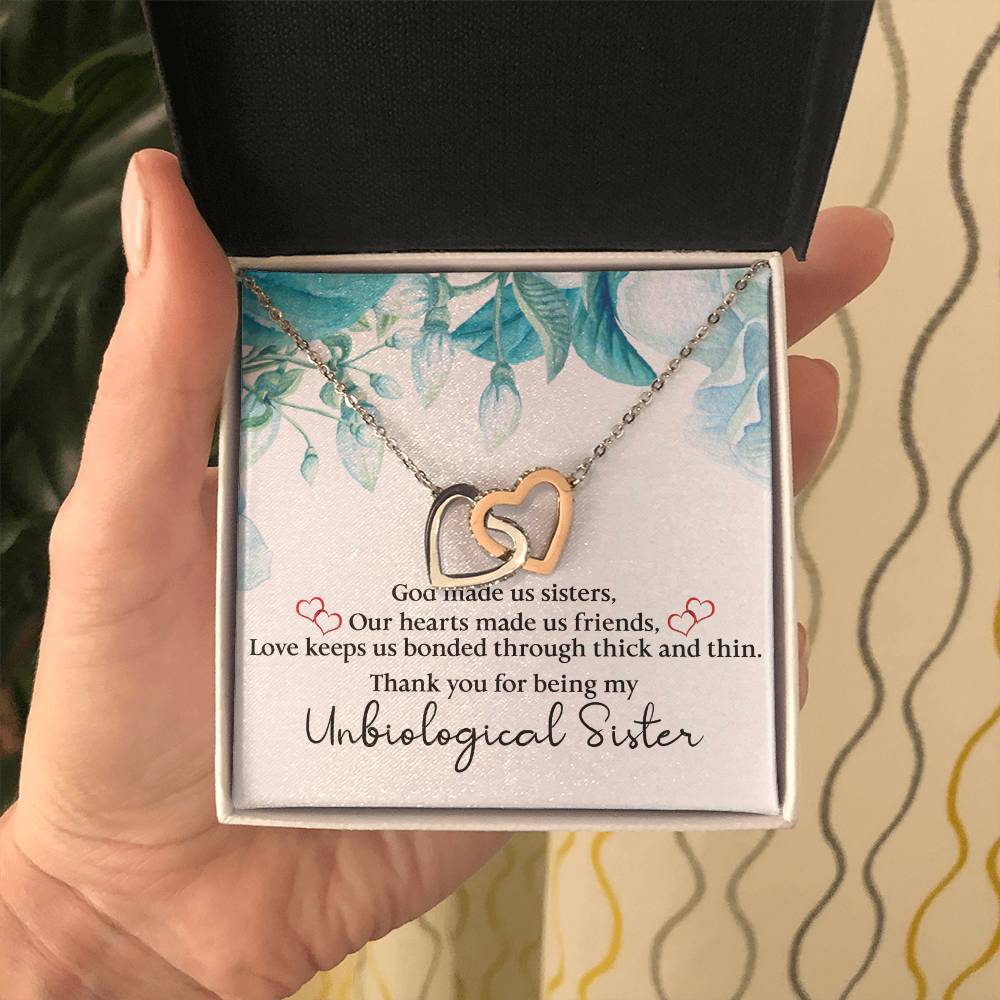 God made us sisters,
Our hearts made us friends,
Love keeps us bonded through thick and thin.
Thank you for being my
Unbiological Sister